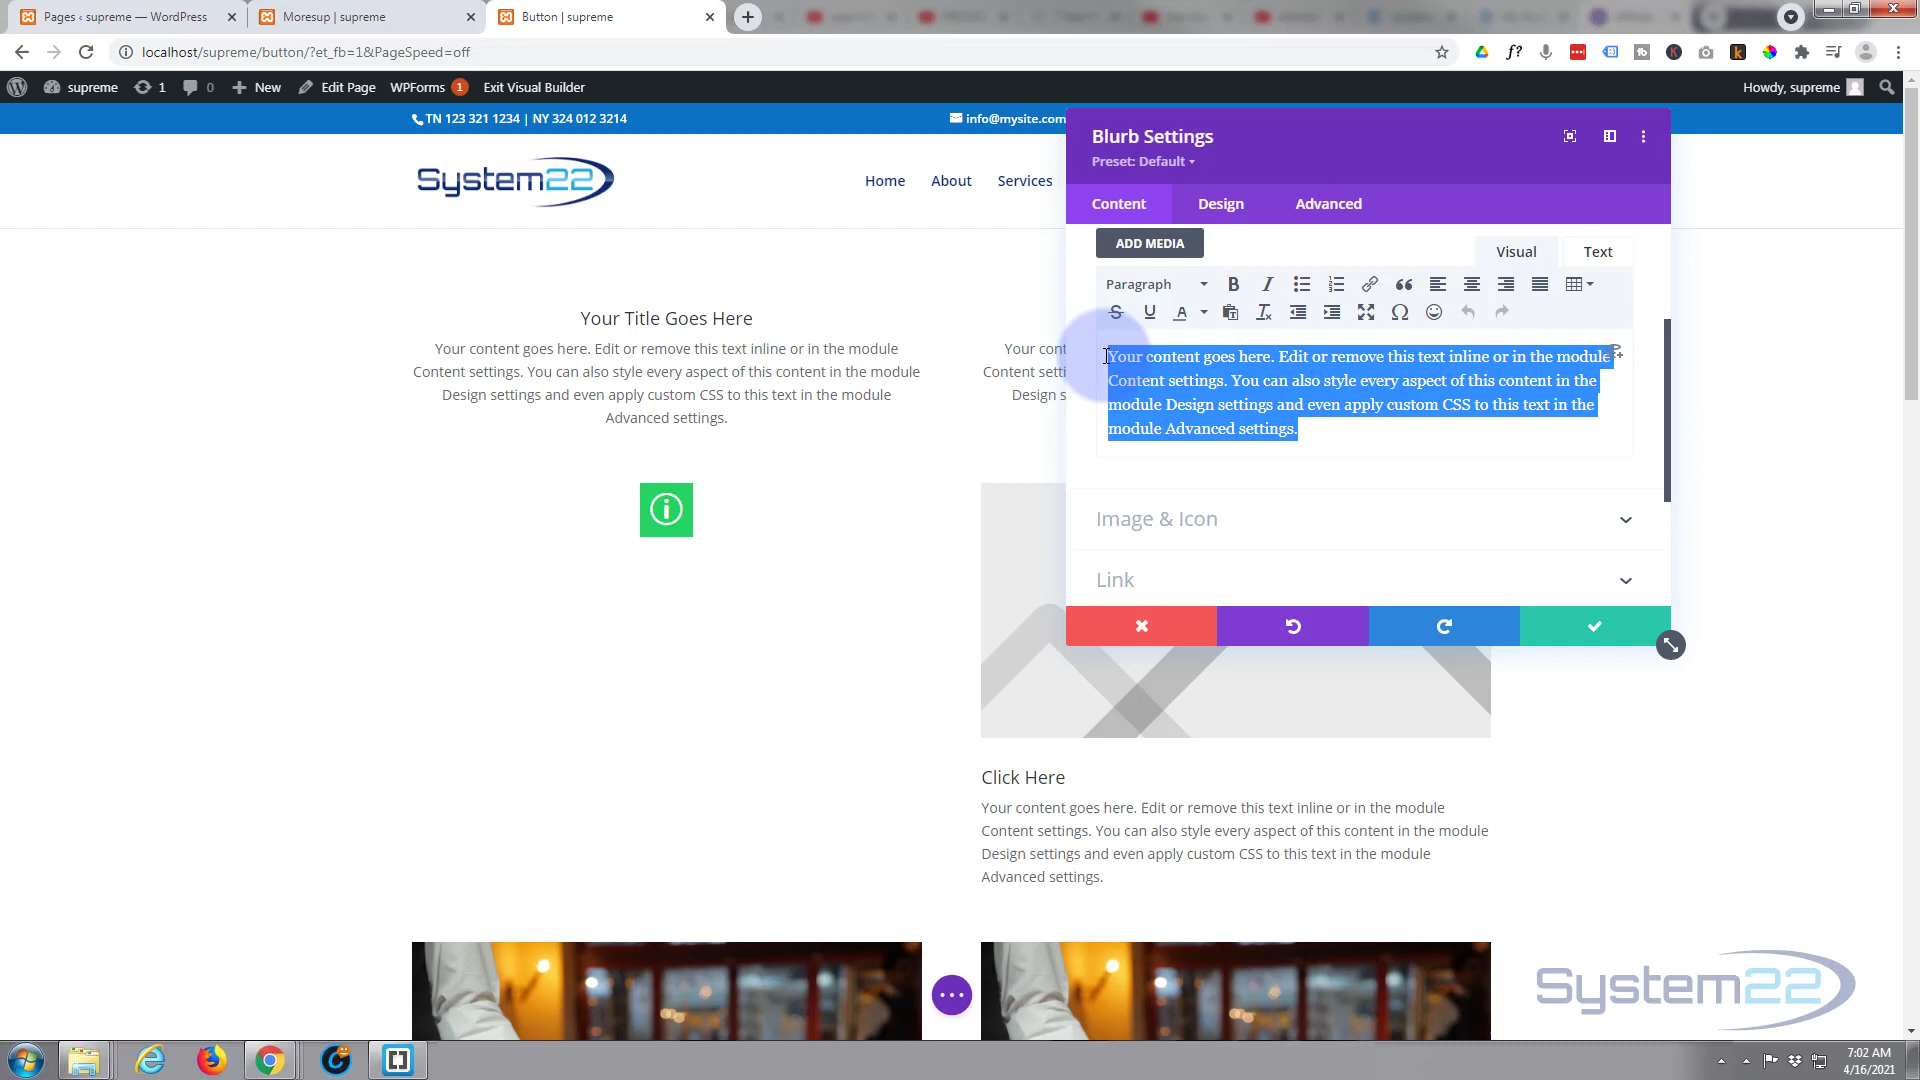 Pages ‹ supreme — WordPress
Moresup | supreme
Button | supreme
localhost/supreme/button/?et_fb=1&PageSpeed=off
supreme
1
0
New
Edit Page
WPForms 1
Exit Visual Builder
Howdy, supreme
TN 123 321 1234 | NY 324 012 3214
info@mysite.com
System22
Home
About
Services
Blurb Settings
Preset: Default
Content
Design
Advanced
ADD MEDIA
Visual
Text
Paragraph
Your content goes here. Edit or remove this text inline or in the module
Content settings. You can also style every aspect of this content in the
module Design settings and even apply custom CSS to this text in the
module Advanced settings.
Image & Icon
Link
Your Title Goes Here
Your content goes here. Edit or remove this text inline or in the module
Content settings. You can also style every aspect of this content in the module
Design settings and even apply custom CSS to this text in the module
Advanced settings.
Your cont
Content setti
Design s
Click Here
Your content goes here. Edit or remove this text inline or in the module
Content settings. You can also style every aspect of this content in the module
Design settings and even apply custom CSS to this text in the module
Advanced settings.
System22
7:02 AM
4/16/2021